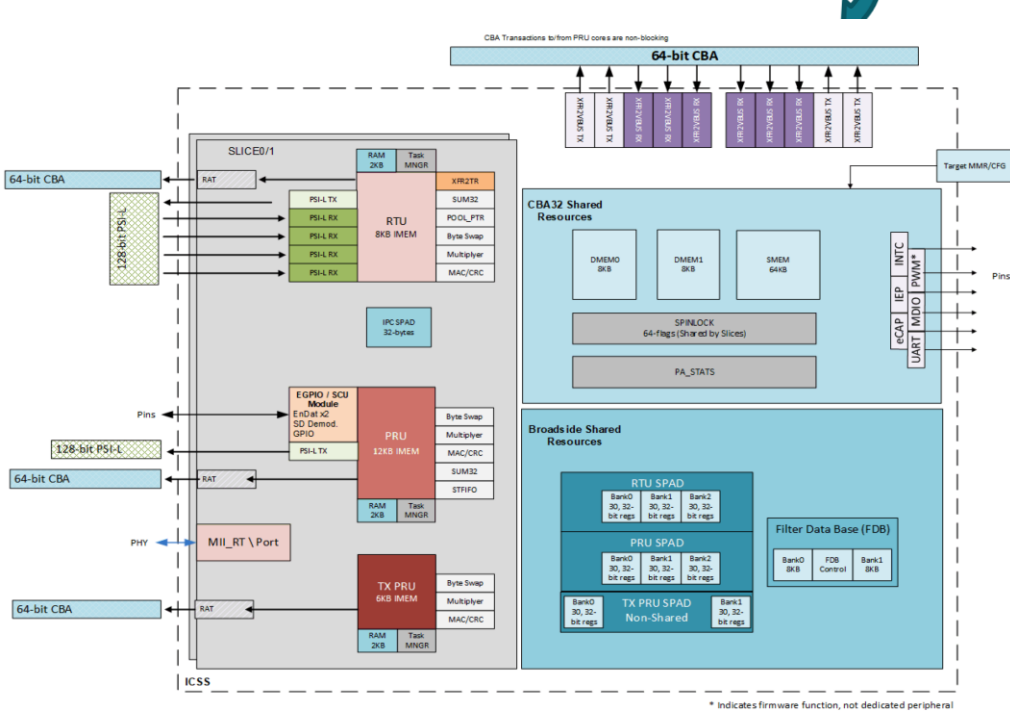 CBA Transactions to/from PRU cores are non-blocking
64-bit CBA
XFR2VBUS TX
XFR2VBUS TX
XFR2VBUS RX
XFR2VBUS RX
XFR2VBUS RX
XFR2VBUS RX
XFR2VBUS RX
XFR2VBUS RX
XFR2VBUS TX
XFR2VBUS TX
SLICE0/1
64-bit CBA
RAT
128-bit PSI-L
RAM
2KB
Task
MNGR
RTU
8KB IMEM
PSI-L TX
PSI-L RX
PSI-L RX
PSI-L RX
PSI-L RX
XFR2TR
SUM32
POOL_PTR
Byte Swap
Multiplier
MAC/CRC
IPC SPAD
32-bytes
Pins
EGPIO / SCU
Module
EnDat x2
SD Demod.
GPIO
PSI-L TX
PRU
12KB IMEM
Byte Swap
Multiplyer
MAC/CRC
SUM32
STFIFO
128-bit PSI-L
64-bit CBA
RAT
RAM
2KB
Task
MNGR
PHY
MII_RT \ Port
TX PRU
6KB IMEM
Byte Swap
Multiplyer
MAC/CRC
64-bit CBA
RAT
RAM
2KB
Task
MNGR
ICSS
Target MMR/CFG
CBA32 Shared
Resources
DMEM0
8KB
DMEM1
8KB
SMEM
64KB
SPINLOCK
64-flags (Shared by Slices)
PA_STATS
INTC
PWM*
IEP
MDIO
eCAP
UART
Pins
Broadside Shared
Resources
RTU SPAD
Bank0
30, 32-
bit regs
Bank1
30, 32-
bit regs
Bank2
30, 32-
bit regs
PRU SPAD
Bank0
30, 32-
bit regs
Bank1
30, 32-
bit regs
Bank2
30, 32-
bit regs
Bank0
30, 32-
bit regs
TX PRU SPAD
Non-Shared
Bank1
30, 32-
bit regs
Filter Data Base (FDB)
Bank0
8KB
FDB
Control
Bank1
8KB
* Indicates firmware function, not dedicated peripheral